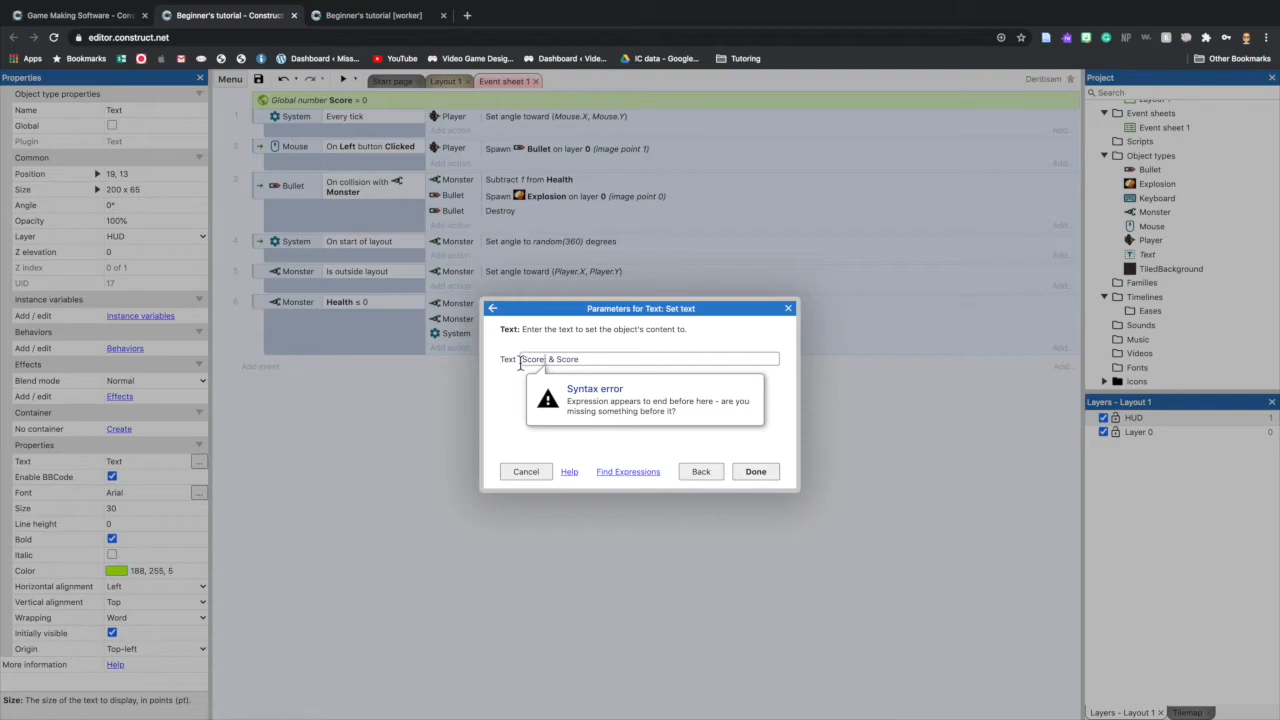 Game Making Software - Cons
Beginner's tutorial - Construct
Beginner's tutorial [worker]
editor.construct.net
Apps
Bookmarks
Dashboard ‹ Miss...
YouTube
Video Game Desig...
Dashboard ‹ Vide...
IC data - Google...
Tutoring
Other Bookmarks
Properties
Menu
Start page
Layout 1
Event sheet 1
Deritisam
Project
Object type properties
Name
Text
Global
Plugin
Text
Common
Position
19, 13
Size
200 x 65
Angle
0°
Opacity
100%
Layer
HUD
Z elevation
0
Z index
0 of 1
UID
17
Instance variables
Add / edit
Instance variables
Behaviors
Add / edit
Behaviors
Effects
Blend mode
Normal
Add / edit
Effects
Container
No container
Create
Properties
Text
Text
...
Enable BBCode
Font
Arial
...
Size
30
Line height
0
Bold
Italic
Color
188, 255, 5
Horizontal alignment
Left
Vertical alignment
Top
Wrapping
Word
Initially visible
Origin
Top-left
More information
Help
Size: The size of the text to display, in points (pt).
Global number Score = 0
1
System
Every tick
Player
Set angle toward (Mouse.X, Mouse.Y)
Add action
Add...
2
Mouse
On Left button Clicked
Player
Spawn Bullet on layer 0 (image point 1)
Add action
Add...
3
Bullet
On collision with
Monster
Monster
Subtract 1 from Health
Bullet
Spawn Explosion on layer 0 (image point 0)
Bullet
Destroy
Add action
Add...
4
System
On start of layout
Monster
Set angle to random(360) degrees
Add action
Add...
5
Monster
Is outside layout
Monster
Set angle toward (Player.X, Player.Y)
Add action
Add...
6
Monster
Health ≤ 0
Monster
Monster
System
Add action
Add...
Add event
Add...
Parameters for Text: Set text
Text: Enter the text to set the object's content to.
Text
Score: & Score
Syntax error
Expression appears to end before here - are you
missing something before it?
Cancel
Help
Find Expressions
Back
Done
Search
Layout 1
Event sheets
Event sheet 1
Scripts
Object types
Bullet
Explosion
Keyboard
Monster
Mouse
Player
Text
TiledBackground
Families
Timelines
Eases
Sounds
Music
Videos
Fonts
Icons
Layers - Layout 1
HUD
1
Layer 0
0
Layers - Layout 1
Tilemap